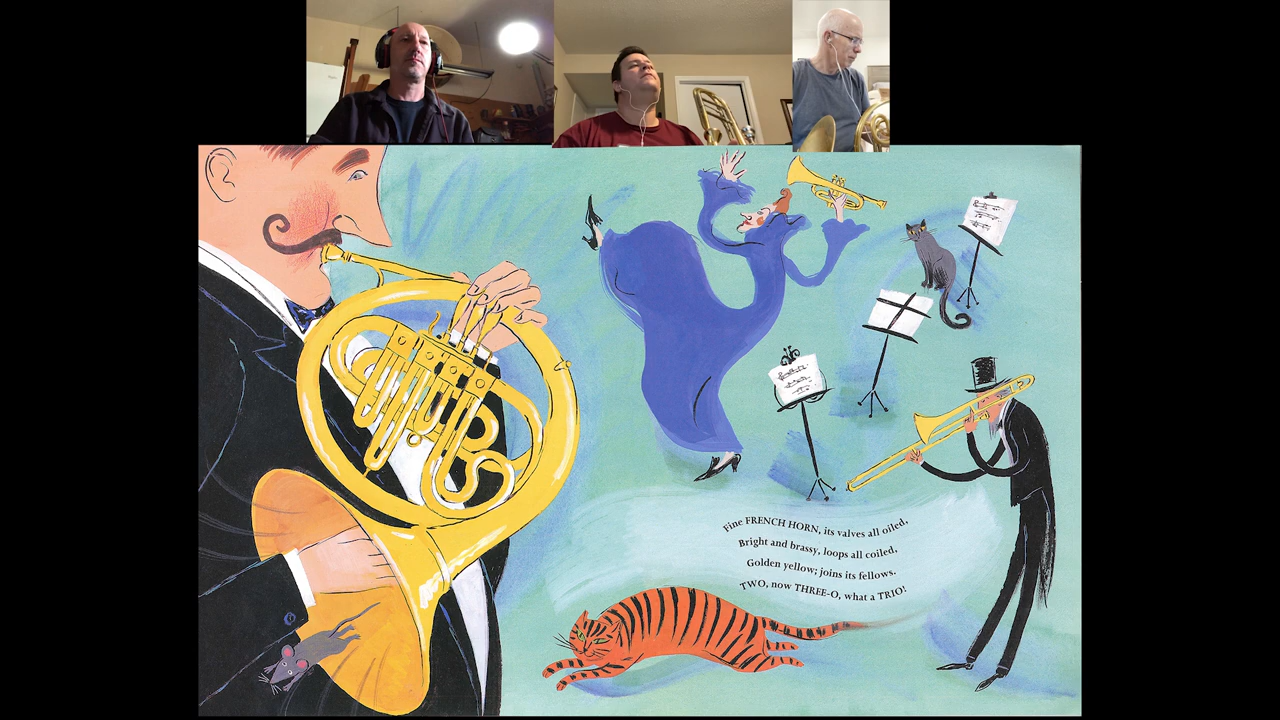 Fine FRENCH HORN, its valves all oiled,
Bright and brassy, loops all coiled,
Golden yellow; joins its fellows.
TWO, now THREE-O, what a TRIO!